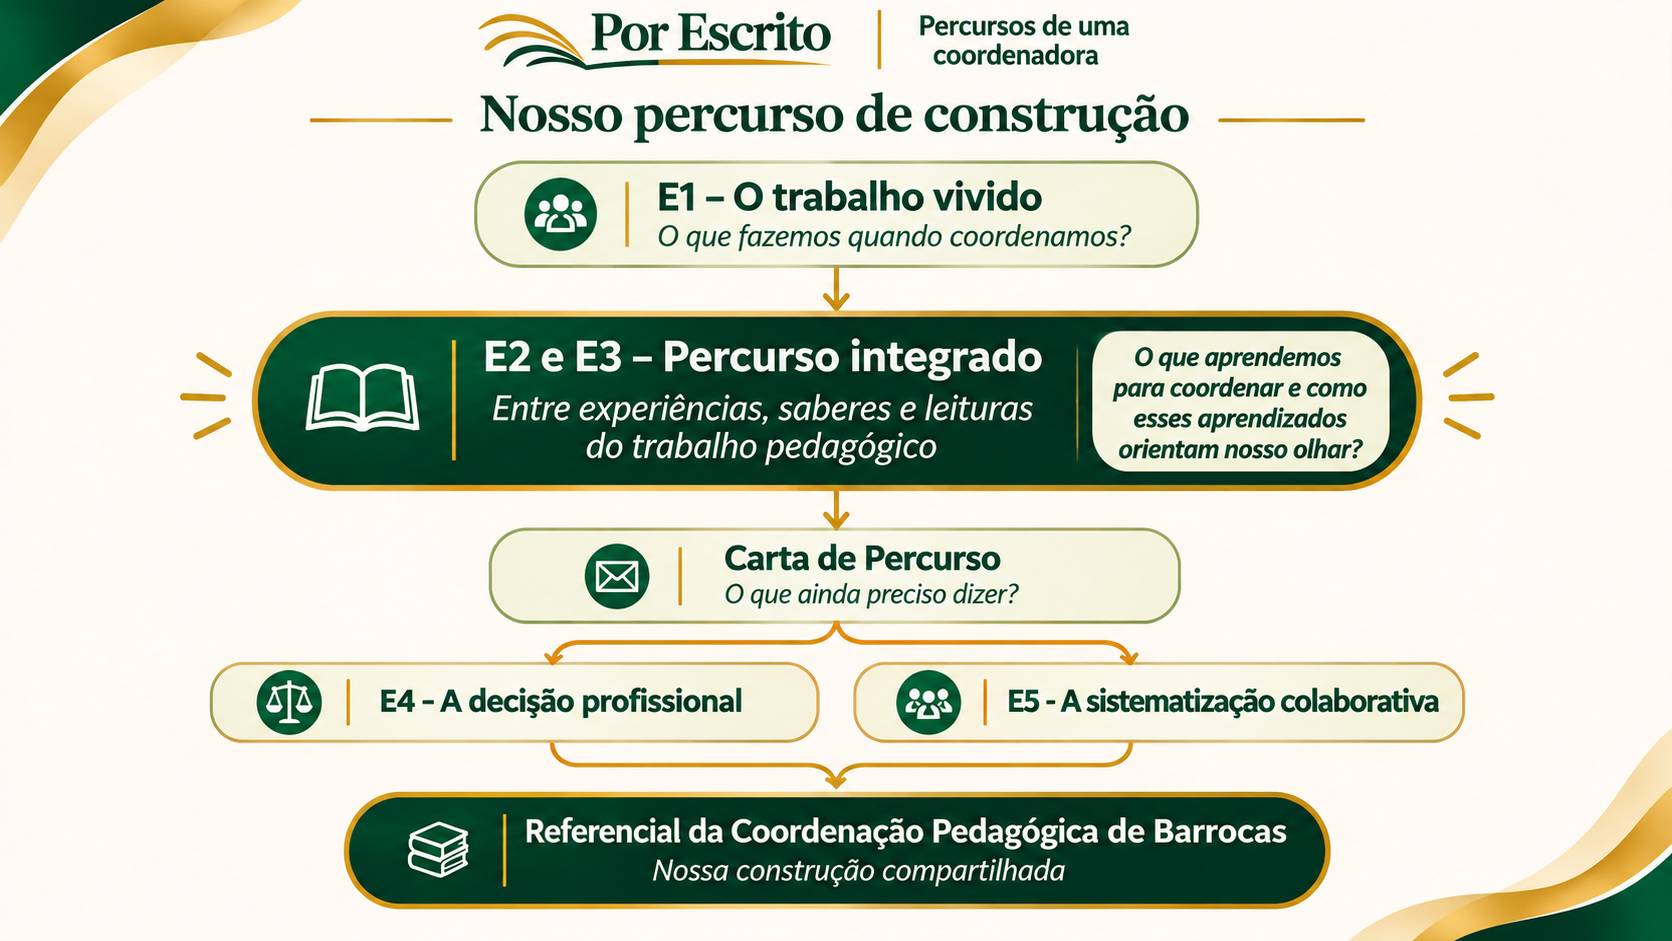 Por Escrito
Percursos de uma
coordenadora
Nosso percurso de construção
E1 – O trabalho vivido
O que fazemos quando coordenamos?
E2 e E3 – Percurso integrado
Entre experiências, saberes e leituras
do trabalho pedagógico
O que aprendemos
para coordenar e como
esses aprendizados
orientam nosso olhar?
Carta de Percurso
O que ainda preciso dizer?
E4 - A decisão profissional
E5 - A sistematização colaborativa
Referencial da Coordenação Pedagógica de Barrocas
Nossa construção compartilhada